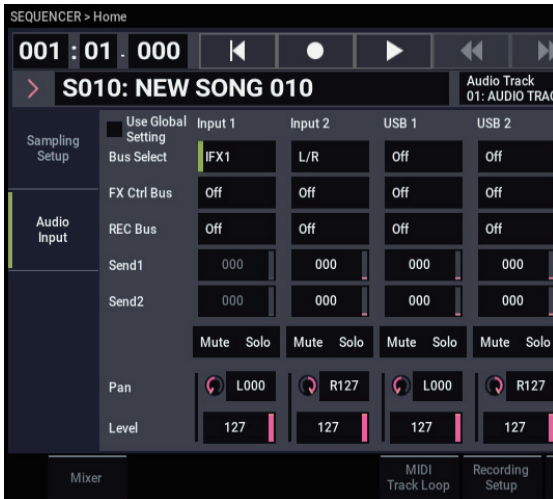 SEQUENCER > Home
001 : 01 . 000
S010: NEW SONG 010
Audio Track
01: AUDIO TRAC
Sampling Setup
Audio Input
Use Global Setting
Input 1 Input 2 USB 1 USB 2
Bus Select IFX1 L/R Off Off
FX Ctrl Bus Off Off Off Off
REC Bus Off Off Off Off
Send1 000 000 000 000
Send2 000 000 000 000
Mute Solo Mute Solo Mute Solo Mute Solo
Pan L000 R127 L000 R127
Level 127 127 127 127
Mixer
MIDI Track Loop
Recording Setup